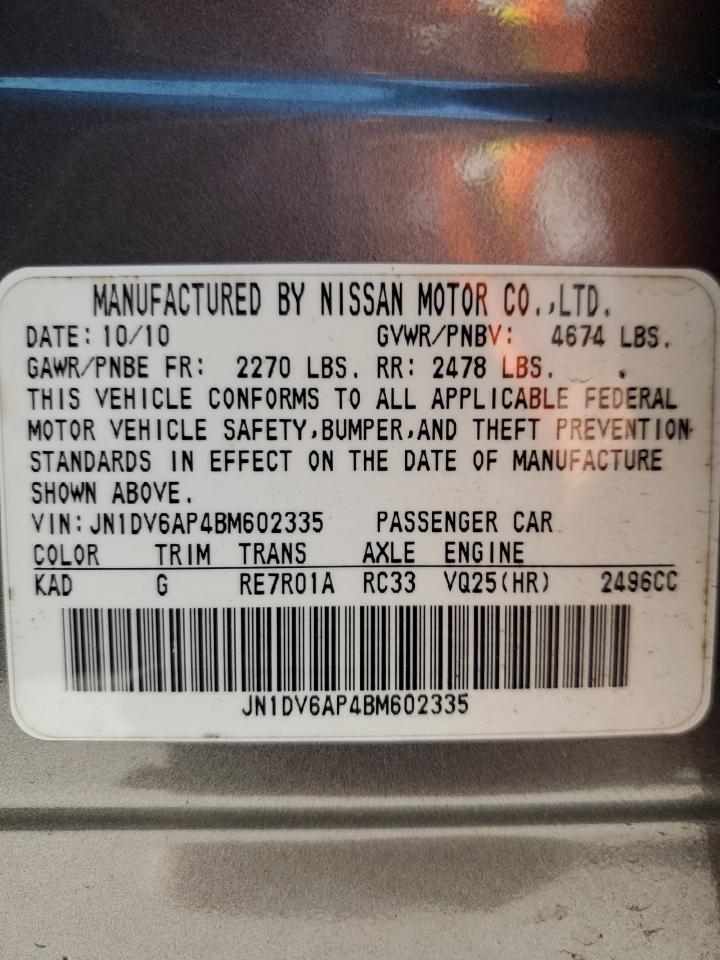 MANUFACTURED BY NISSAN MOTOR CO.,LTD.
DATE: 10/10 GVWR/PNBV: 4674 LBS.
GAWR/PNBE FR: 2270 LBS. RR: 2478 LBS.
THIS VEHICLE CONFORMS TO ALL APPLICABLE FEDERAL
MOTOR VEHICLE SAFETY,BUMPER,AND THEFT PREVENTION
STANDARDS IN EFFECT ON THE DATE OF MANUFACTURE
SHOWN ABOVE.
VIN: JN1DV6AP4BM602335 PASSENGER CAR
COLOR TRIM TRANS AXLE ENGINE
KAD G RE7R01A RC33 VQ25(HR) 2496CC
JN1DV6AP4BM602335